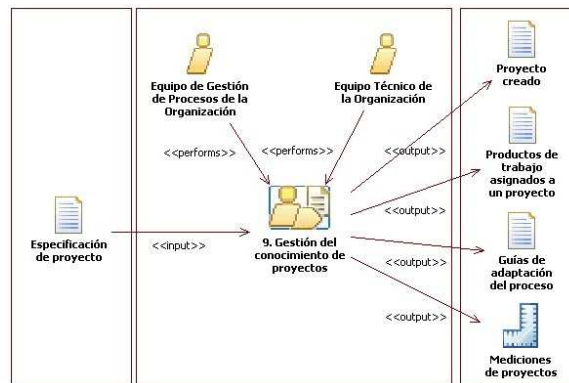 Equipo de Gestión
de Procesos de la
Organización
Equipo Técnico de
la Organización
Proyecto
creado
<<performs>>
<<performs>>
<<output>>
Productos
de trabajo
asignados a
un proyecto
Especificación
de proyecto
<<input>>
9. Gestión del
conocimiento de
proyectos
<<output>>
<<output>>
Guías de
adaptación
del proceso
<<output>>
Mediciones
de proyectos